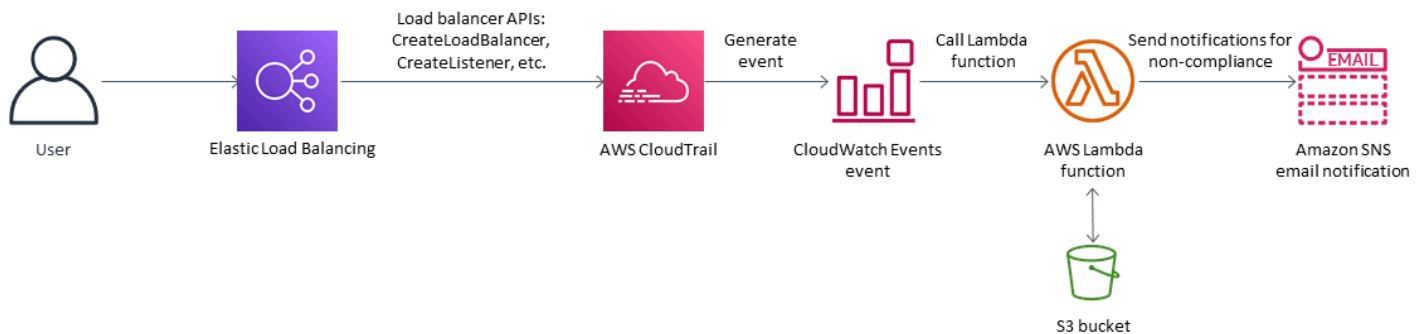 Load balancer APIs:
CreateLoadBalancer,
CreateListener, etc.
Generate
event
Call Lambda
function
Send notifications for
non-compliance
EMAIL
User
Elastic Load Balancing
AWS CloudTrail
CloudWatch Events
event
AWS Lambda
function
Amazon SNS
email notification
S3 bucket